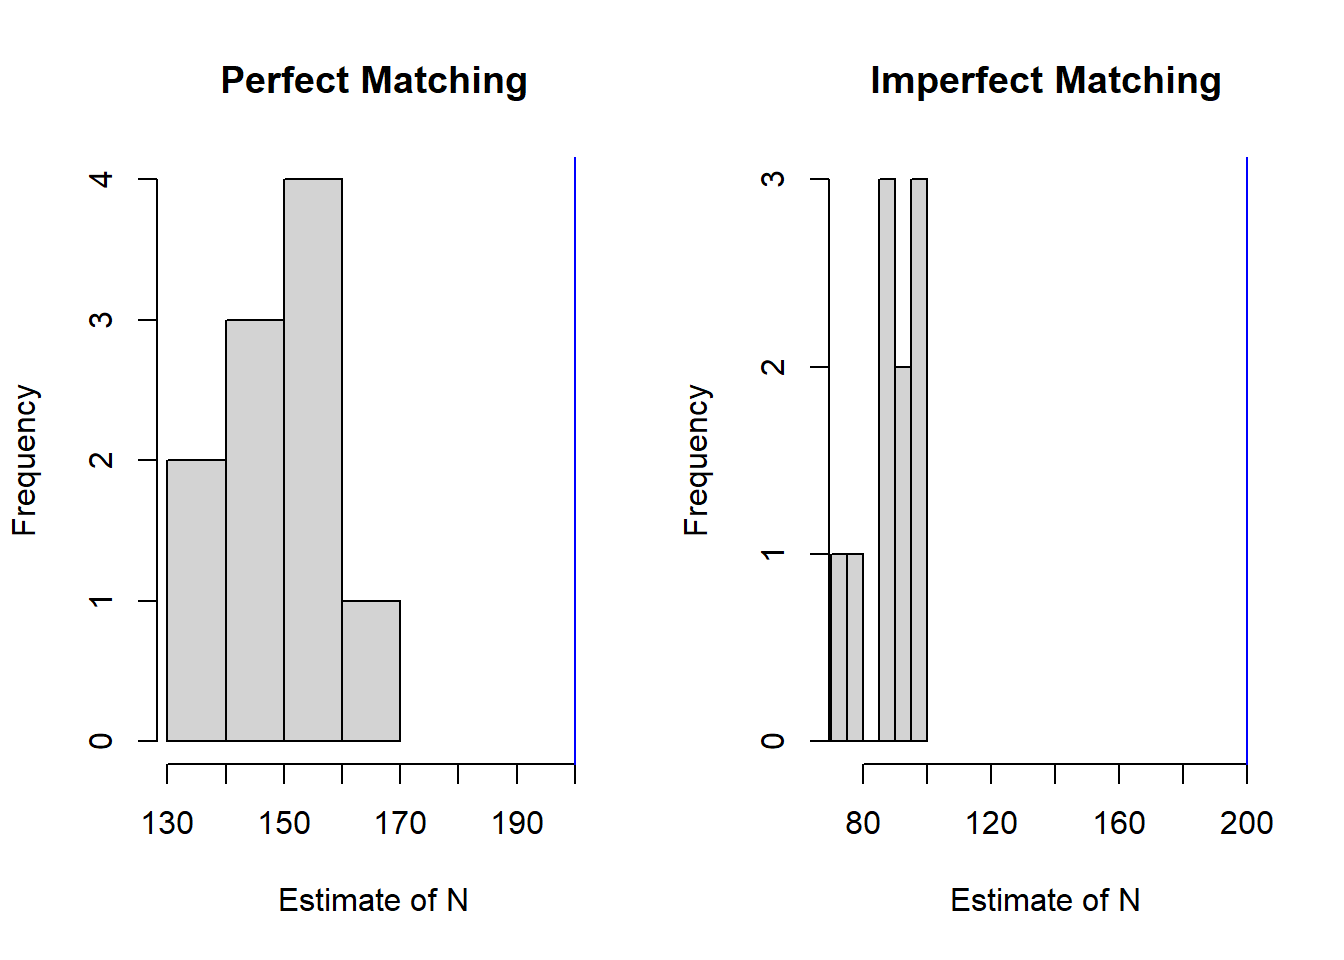 Perfect Matching
Frequency
4
3
2
1
0
130 150 170 190
Estimate of N
Imperfect Matching
Frequency
3
2
1
0
80 120 160 200
Estimate of N